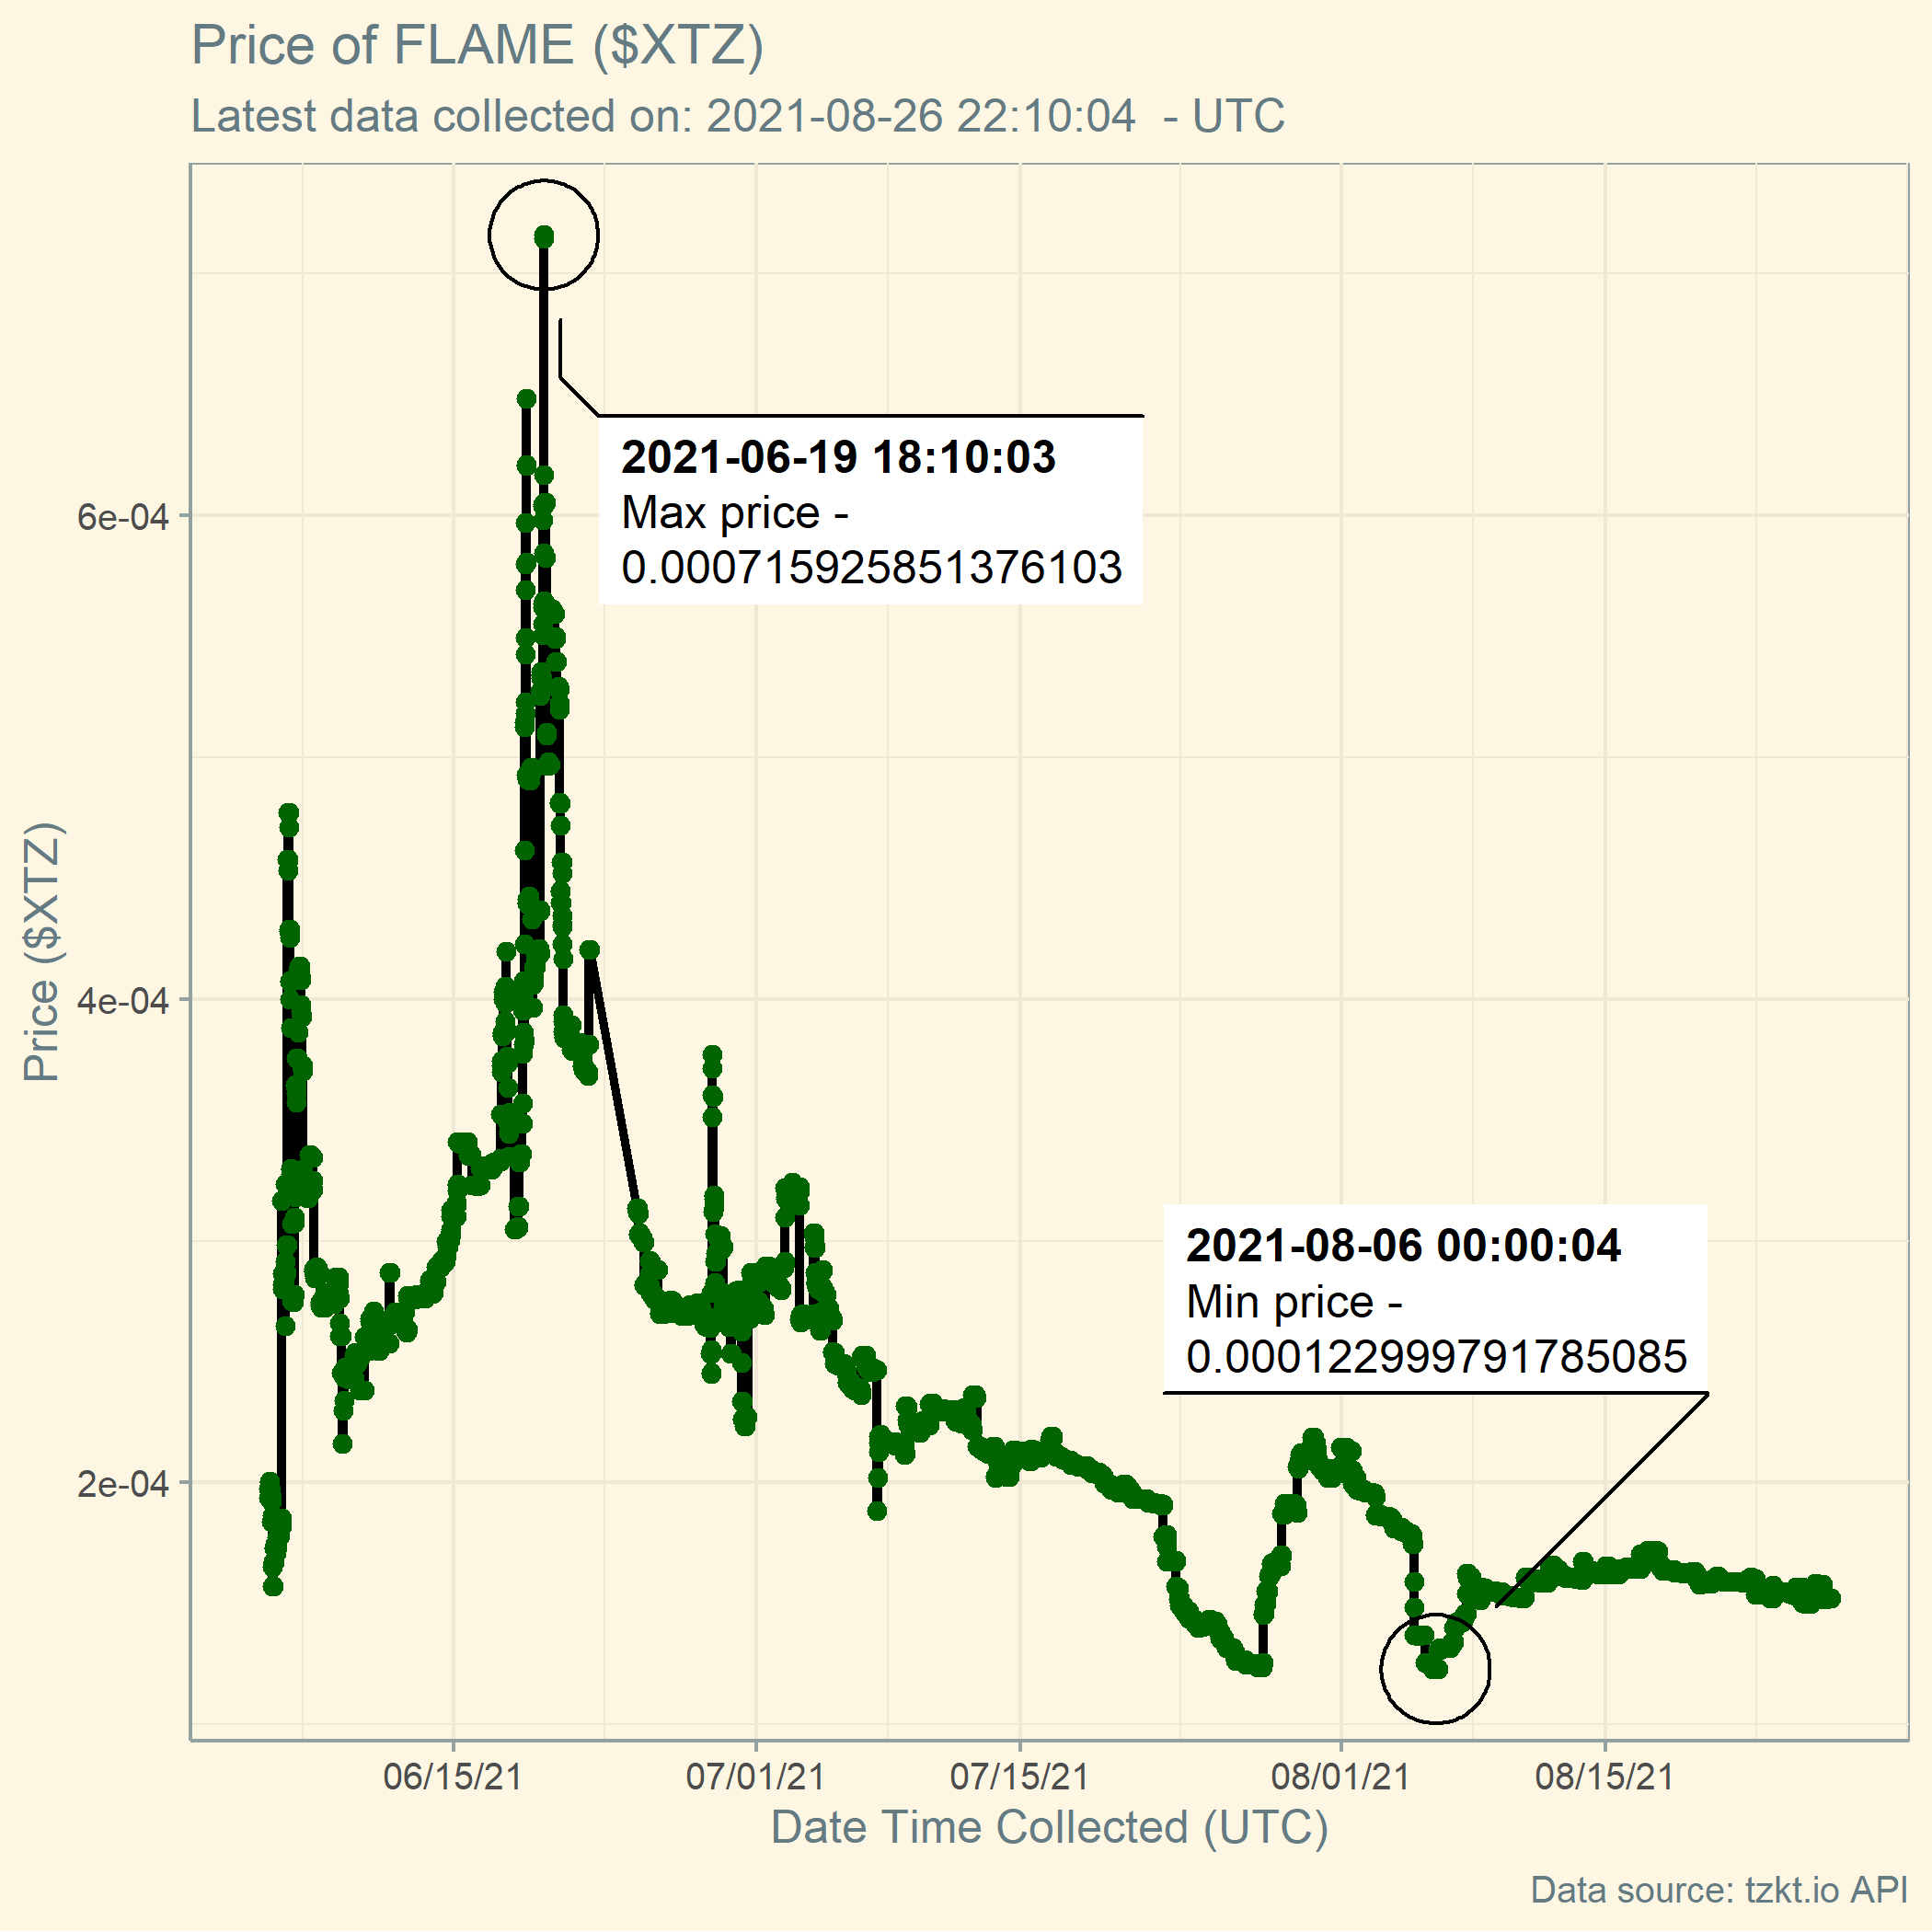 Price of FLAME ($XTZ)
Latest data collected on: 2021-08-26 22:10:04  - UTC
2021-06-19 18:10:03
Max price -
0.000715925851376103
6e-04
4e-04
2e-04
Price ($XTZ)
2021-08-06 00:00:04
Min price -
0.000122999791785085
06/15/21
07/01/21
07/15/21
08/01/21
08/15/21
Date Time Collected (UTC)
Data source: tzkt.io API